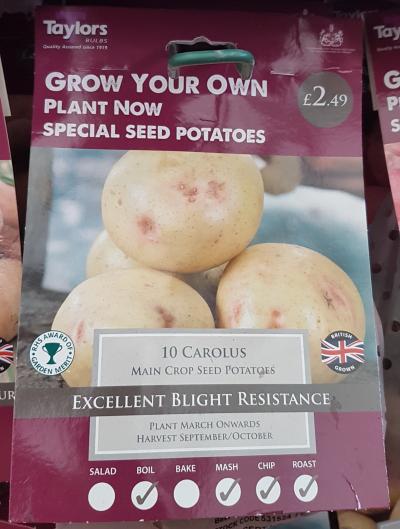 Taylors
BULBS
Quality Assured since 1919
GROW YOUR OWN
PLANT NOW
SPECIAL SEED POTATOES
£2.49
RHS AWARD OF
GARDEN MERIT
BRITISH
GROWN
10 CAROLUS
MAIN CROP SEED POTATOES
EXCELLENT BLIGHT RESISTANCE
PLANT MARCH ONWARDS
HARVEST SEPTEMBER/OCTOBER
SALAD BOIL BAKE MASH CHIP ROAST